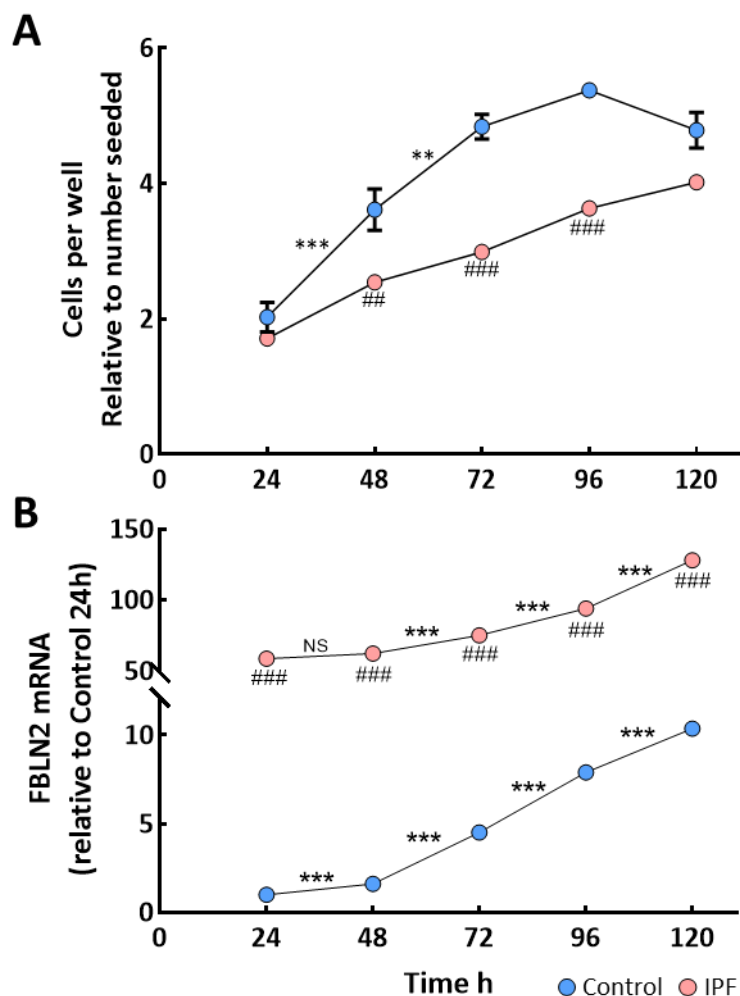 A
Cells per well
Relative to number seeded
6
4
2
0
***
**
##
###
###
0 24 48 72 96 120
B
FBLN2 mRNA
(relative to Control 24h)
150
100
50
10
5
0
NS
***
***
***
###
###
###
###
###
***
***
***
***
0 24 48 72 96 120
Time h
Control IPF